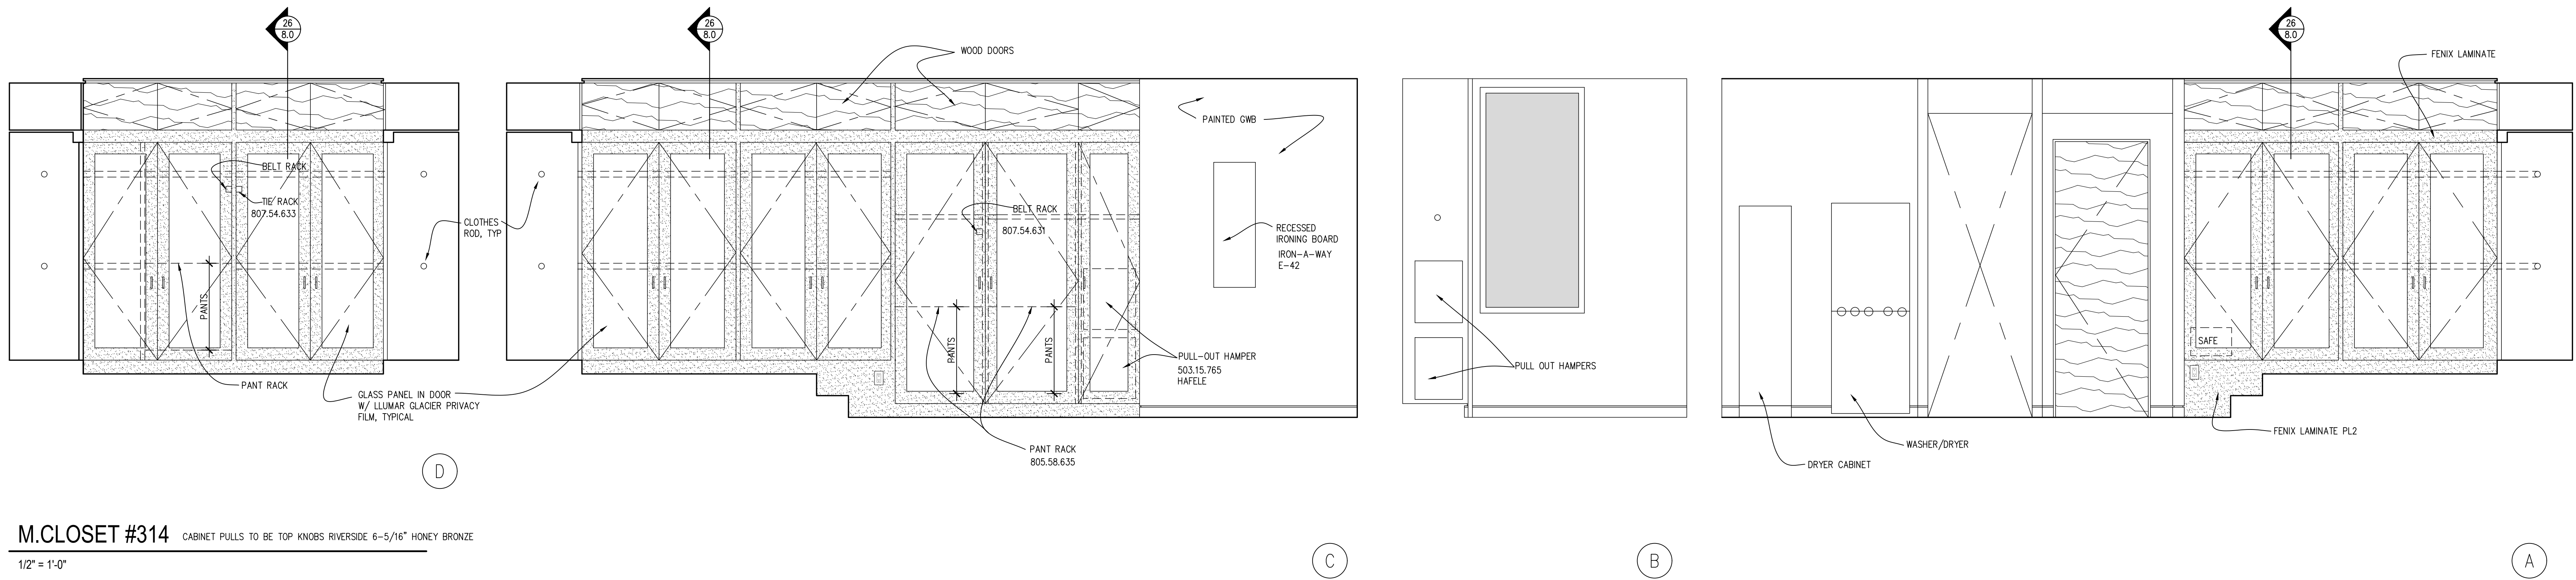 26
8.0
26
8.0
26
8.0
WOOD DOORS
FENIX LAMINATE
PAINTED GWB
BELT RACK
TIE RACK
807.54.633
CLOTHES
ROD, TYP
BELT RACK
807.54.631
RECESSED
IRONING BOARD
IRON-A-WAY
E-42
PANTS
PANTS
PANTS
SAFE
PULL-OUT HAMPER
503.15.765
HAFELE
PULL OUT HAMPERS
PANT RACK
GLASS PANEL IN DOOR
W/ LLUMAR GLACIER PRIVACY
FILM, TYPICAL
PANT RACK
805.58.635
WASHER/DRYER
DRYER CABINET
FENIX LAMINATE PL2
D
C
B
A
M.CLOSET #314 CABINET PULLS TO BE TOP KNOBS RIVERSIDE 6-5/16" HONEY BRONZE
1/2" = 1'-0"